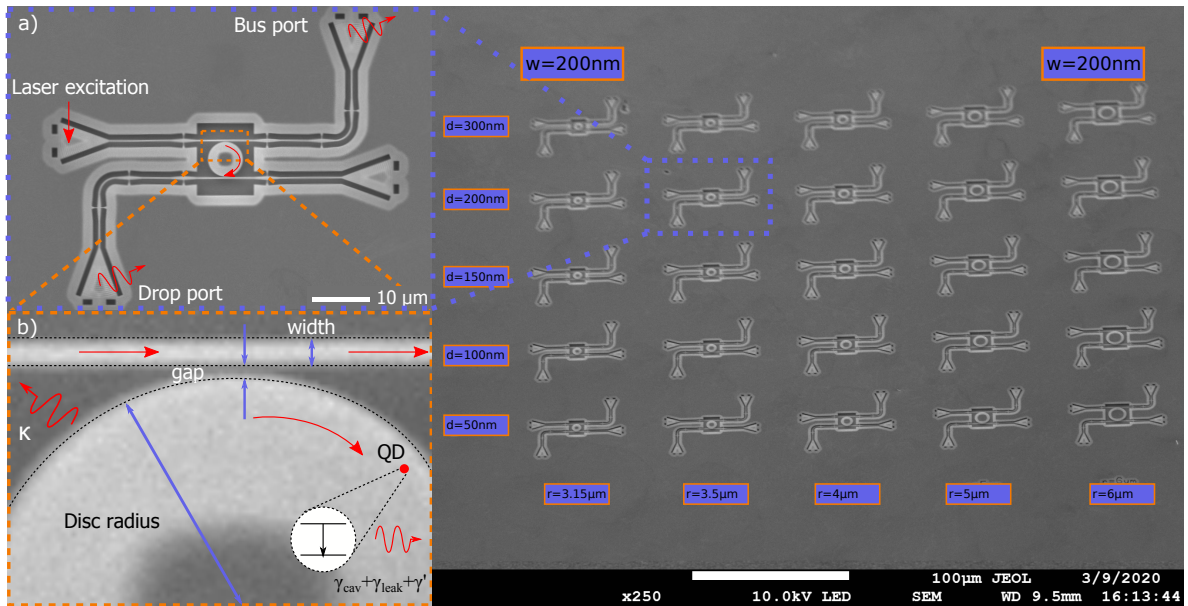 a)
Bus port
Laser excitation
Drop port
10 μm
b)
width
gap
κ
QD
Disc radius
γcav+γleak+γ'
w=200nm
w=200nm
d=300nm
d=200nm
d=150nm
d=100nm
d=50nm
r=3.15μm
r=3.5μm
r=4μm
r=5μm
r=6μm
100μm JEOL 3/9/2020
x250 10.0kV LED SEM WD 9.5mm 16:13:44